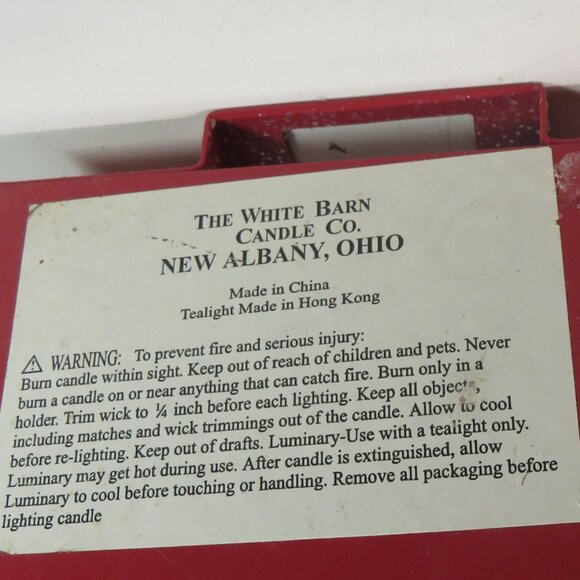 THE WHITE BARN
CANDLE CO.
NEW ALBANY, OHIO
Made in China
Tealight Made in Hong Kong
⚠ WARNING: To prevent fire and serious injury:
Burn candle within sight. Keep out of reach of children and pets. Never
burn a candle on or near anything that can catch fire. Burn only in a
holder. Trim wick to ¼ inch before each lighting. Keep all objects,
including matches and wick trimmings out of the candle. Allow to cool
before re-lighting. Keep out of drafts. Luminary-Use with a tealight only.
Luminary may get hot during use. After candle is extinguished, allow
Luminary to cool before touching or handling. Remove all packaging before
lighting candle